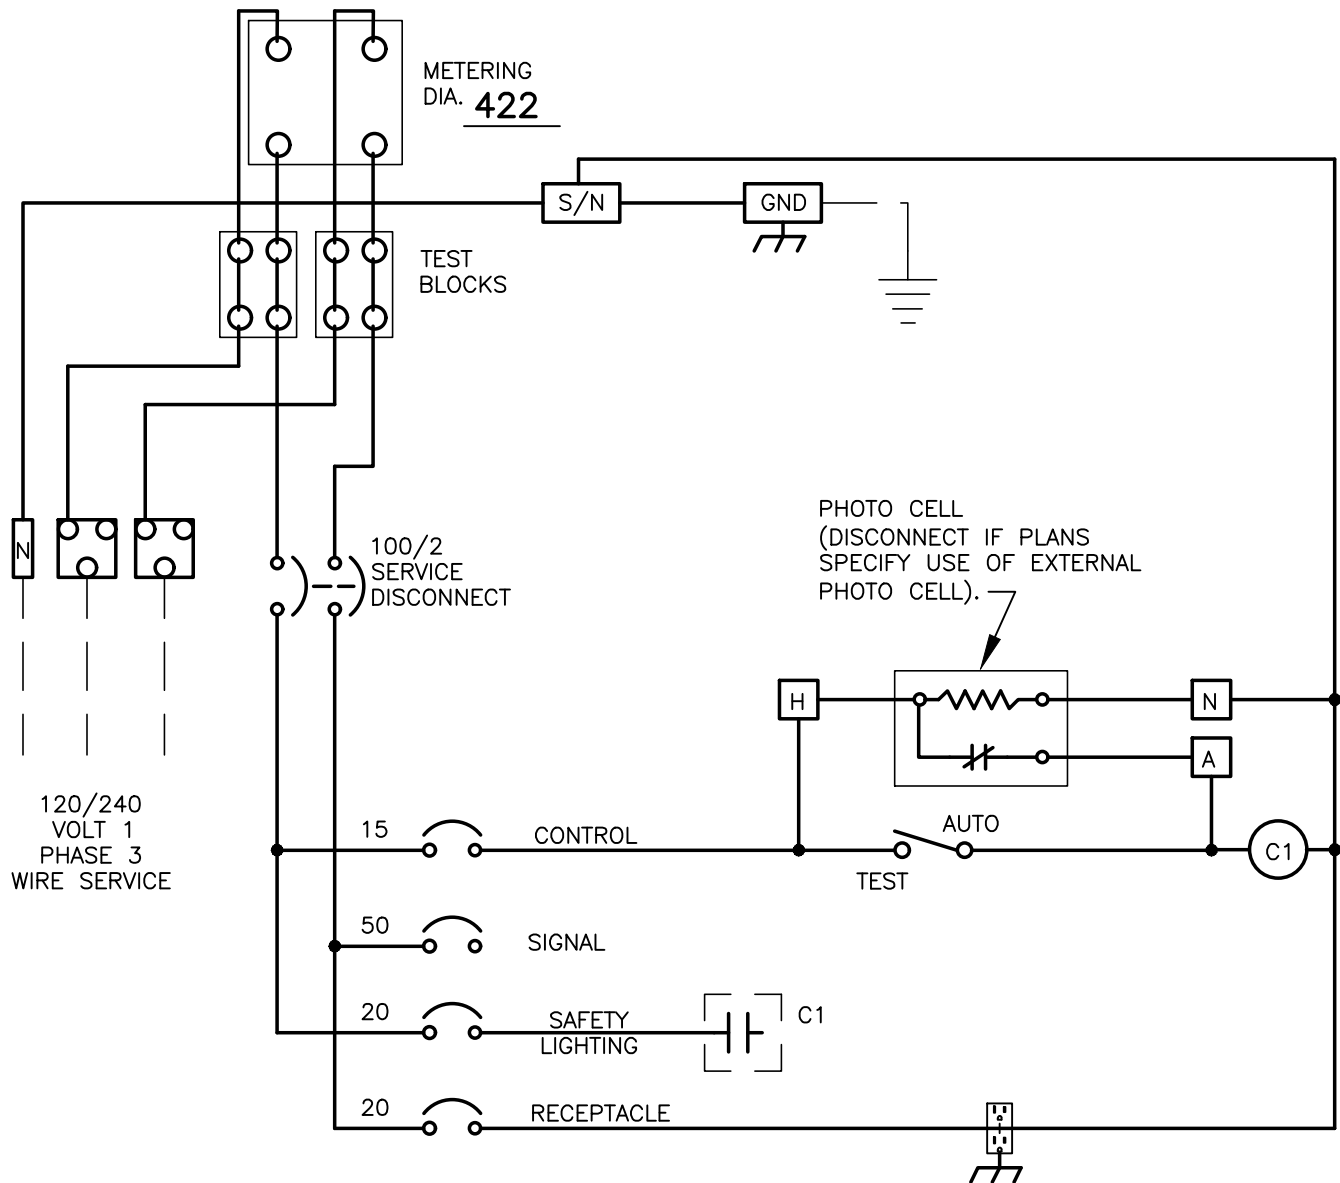 METERING
DIA. 422
S/N
GND
TEST
BLOCKS
N
100/2
SERVICE
DISCONNECT
PHOTO CELL
(DISCONNECT IF PLANS
SPECIFY USE OF EXTERNAL
PHOTO CELL).
H
N
A
120/240
VOLT 1
PHASE 3
WIRE SERVICE
15
CONTROL
AUTO
TEST
C1
50
SIGNAL
20
SAFETY
LIGHTING
C1
20
RECEPTACLE